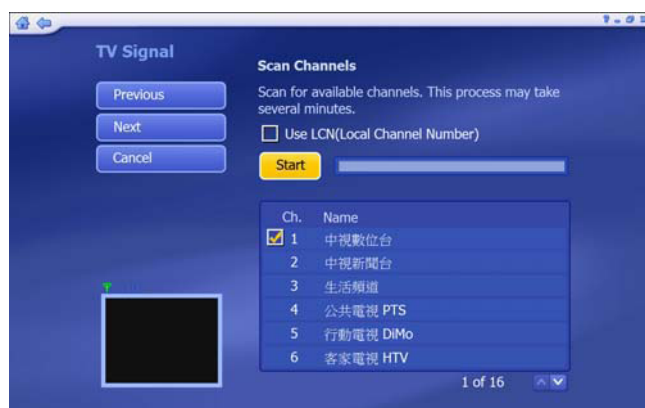 TV Signal
Previous
Next
Cancel
Scan Channels
Scan for available channels. This process may take
several minutes.
Use LCN(Local Channel Number)
Start
Ch. Name
1 中視數位台
2 中視新聞台
3 生活頻道
4 公共電視 PTS
5 行動電視 DiMo
6 客家電視 HTV
1 of 16